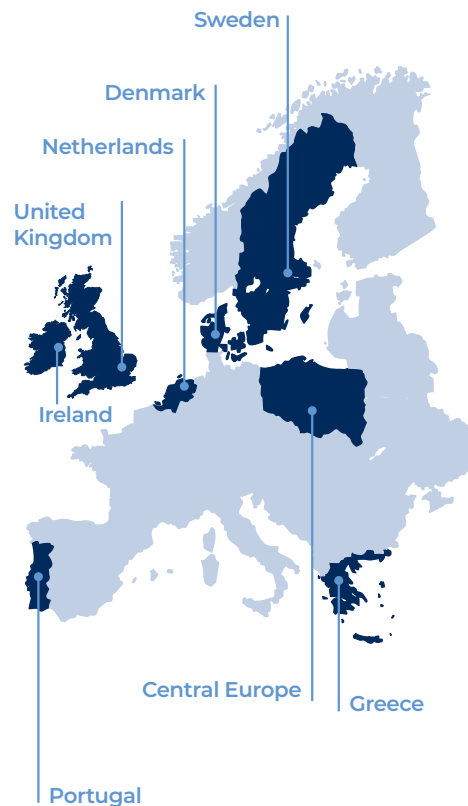 Sweden
Denmark
Netherlands
United
Kingdom
Ireland
Central Europe
Greece
Portugal